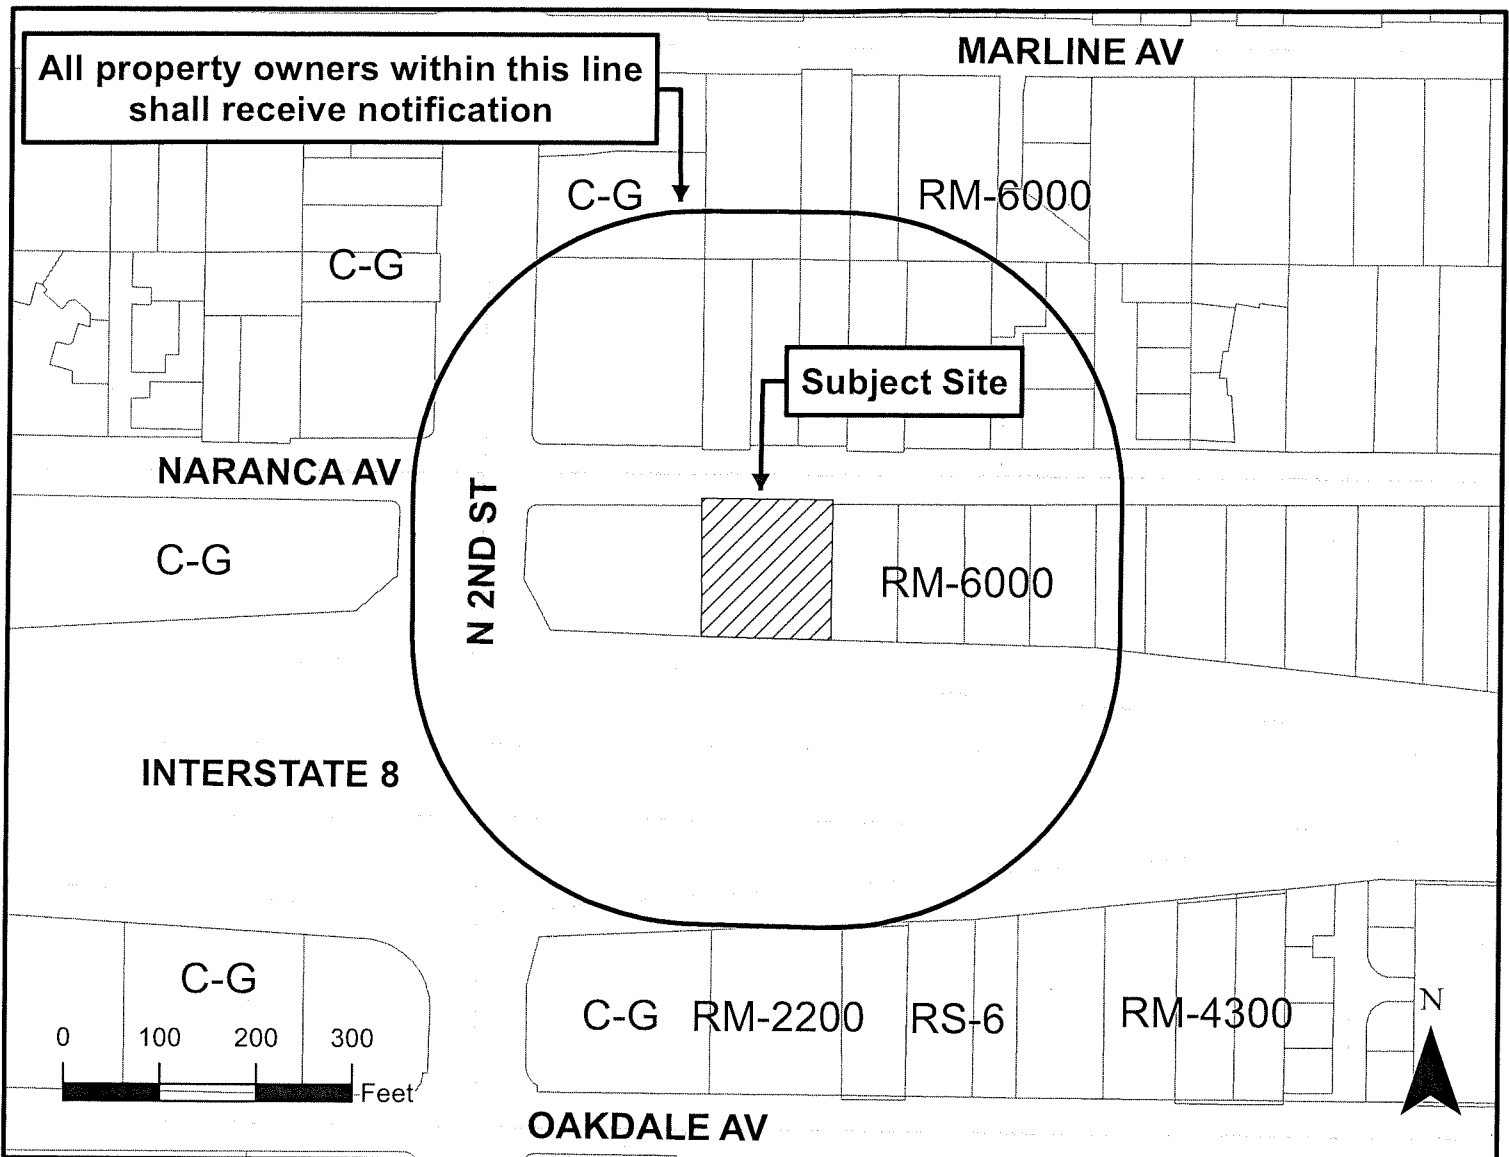 MARLINE AV
All property owners within this line
shall receive notification
C-G
RM-6000
C-G
Subject Site
NARANCA AV
N 2ND ST
C-G
RM-6000
INTERSTATE 8
C-G
C-G
RM-2200
RS-6
RM-4300
N
0 100 200 300
Feet
OAKDALE AV